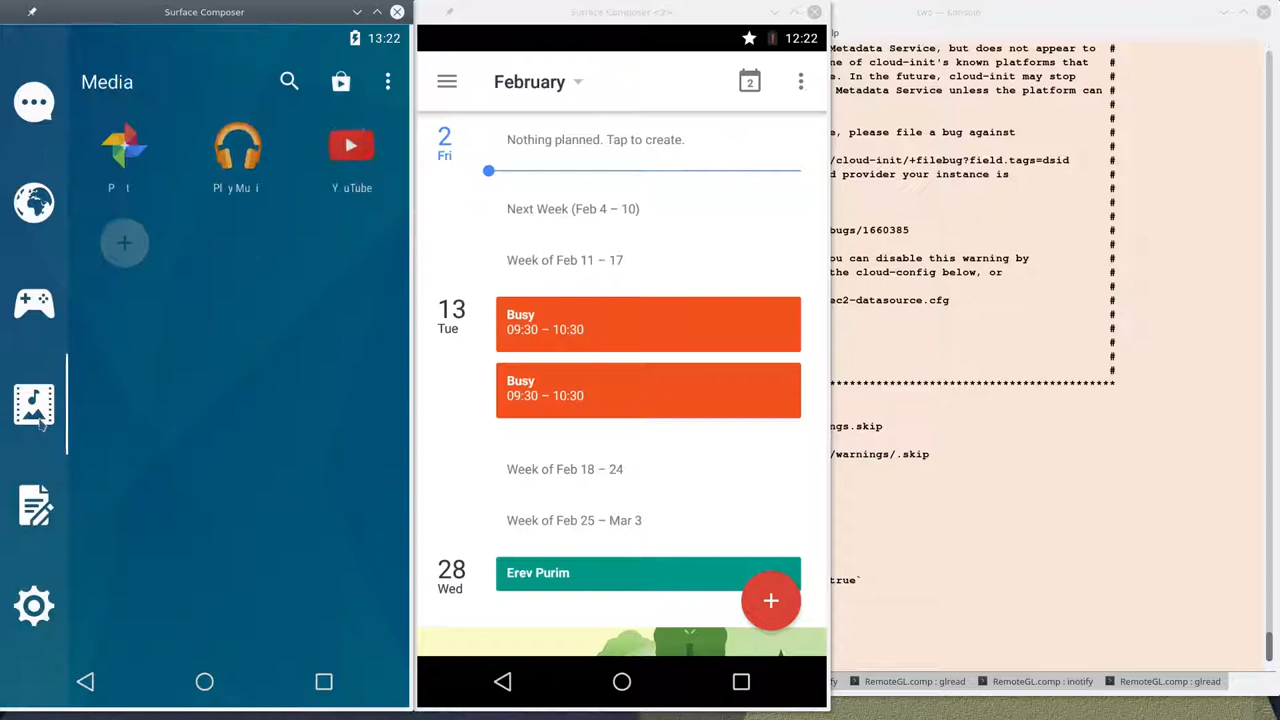 Surface Composer
13:22
Media
YouTube
Surface Composer <2>
12:22
February
2
2
Fri
Nothing planned. Tap to create.
Next Week (Feb 4 – 10)
Week of Feb 11 – 17
13
Tue
Busy
09:30 – 10:30
Busy
09:30 – 10:30
Week of Feb 18 – 24
Week of Feb 25 – Mar 3
28
Wed
Erev Purim
Metadata Service, but does not appear to #
ne of cloud-init's known platforms that #
e. In the future, cloud-init may stop #
Metadata Service unless the platform can #
#
#
e, please file a bug against #
#
/cloud-init/+filebug?field.tags=dsid #
d provider your instance is #
#
#
#
bugs/1660385 #
#
ou can disable this warning by #
the cloud-config below, or #
#
ec2-datasource.cfg #
#
#
#
#
#
*****************************************
ngs.skip
/warnings/.skip
true`
fy
RemoteGL.comp : glread
RemoteGL.comp : inotify
RemoteGL.comp : glread